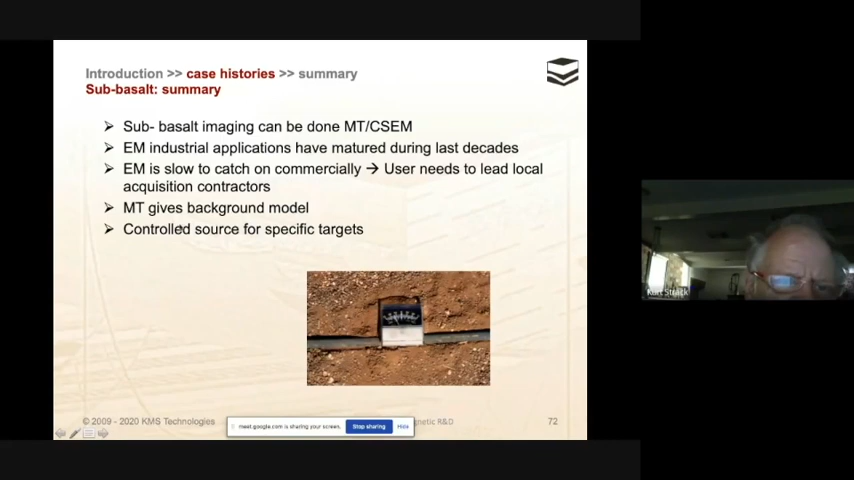 Introduction >> case histories >> summary
Sub-basalt: summary
➢ Sub- basalt imaging can be done MT/CSEM
➢ EM industrial applications have matured during last decades
➢ EM is slow to catch on commercially → User needs to lead local
acquisition contractors
➢ MT gives background model
➢ Controlled source for specific targets
Kurt Strack
© 2009 - 2020 KMS Technologies
meet.google.com is sharing your screen.
Stop sharing
Hide
gnetic R&D
72